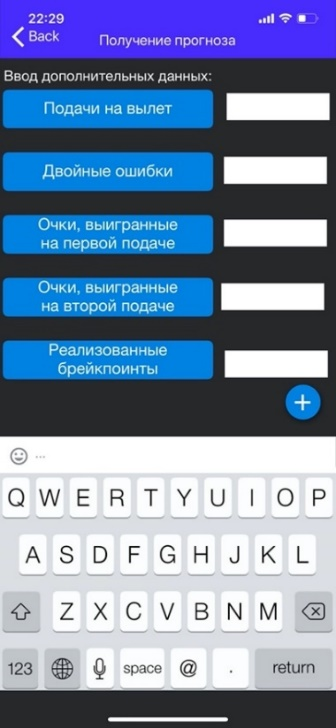 22:29
Back
Получение прогноза
Ввод дополнительных данных:
Подачи на вылет
Двойные ошибки
Очки, выигранные
на первой подаче
Очки, выигранные
на второй подаче
Реализованные
брейкпоинты
+
...
Q W E R T Y U I O P
A S D F G H J K L
Z X C V B N M
123 space @ . return